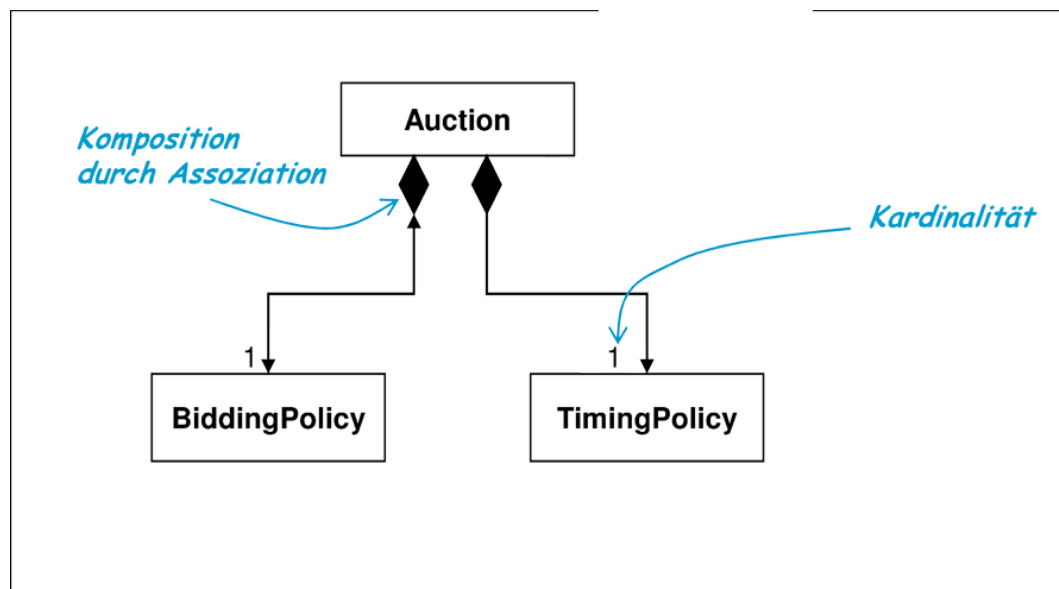 Auction
Komposition
durch Assoziation
Kardinalität
1
1
BiddingPolicy
TimingPolicy